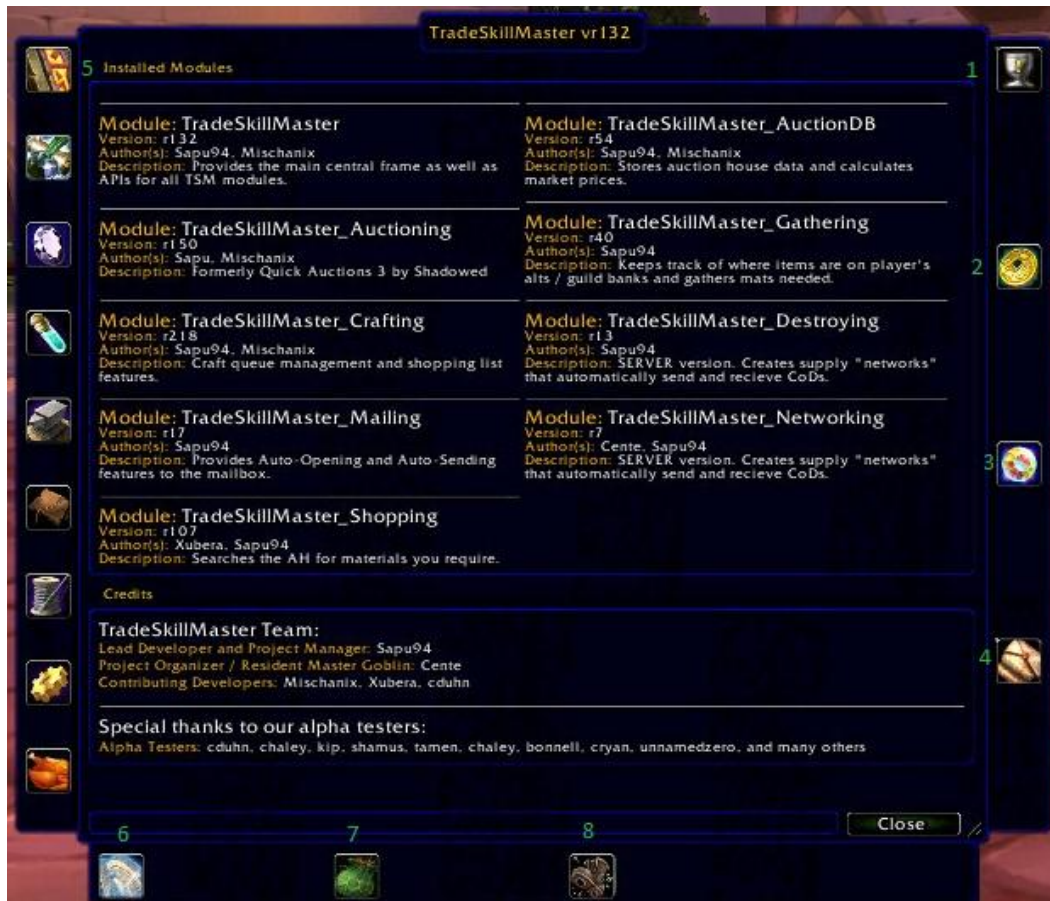 TradeSkillMaster vr132
5 Installed Modules
1
Module: TradeSkillMaster
Version: r132
Author(s): Sapu94, Mischanix
Description: Provides the main central frame as well as
APIs for all TSM modules.
Module: TradeSkillMaster_AuctionDB
Version: r54
Author(s): Sapu94, Mischanix
Description: Stores auction house data and calculates
market prices.
Module: TradeSkillMaster_Auctioning
Version: r150
Author(s): Sapu, Mischanix
Description: Formerly Quick Auctions 3 by Shadowed
Module: TradeSkillMaster_Gathering
Version: r40
Author(s): Sapu94
Description: Keeps track of where items are on player's
alts / guild banks and gathers mats needed.
2
Module: TradeSkillMaster_Crafting
Version: r218
Author(s): Sapu94, Mischanix
Description: Craft queue management and shopping list
features.
Module: TradeSkillMaster_Destroying
Version: r13
Author(s): Sapu94
Description: SERVER version. Creates supply "networks"
that automatically send and recieve CoDs.
Module: TradeSkillMaster_Mailing
Version: r17
Author(s): Sapu94
Description: Provides Auto-Opening and Auto-Sending
features to the mailbox.
Module: TradeSkillMaster_Networking
Version: r7
Author(s): Cente, Sapu94
Description: SERVER version. Creates supply "networks"
that automatically send and recieve CoDs.
3
Module: TradeSkillMaster_Shopping
Version: r107
Author(s): Xubera, Sapu94
Description: Searches the AH for materials you require.
Credits
TradeSkillMaster Team:
Lead Developer and Project Manager: Sapu94
Project Organizer / Resident Master Goblin: Cente
Contributing Developers: Mischanix, Xubera, cduhn
4
Special thanks to our alpha testers:
Alpha Testers: cduhn, chaley, kip, shamus, tamen, chaley, bonnell, cryan, unnamedzero, and many others
Close
6
7
8